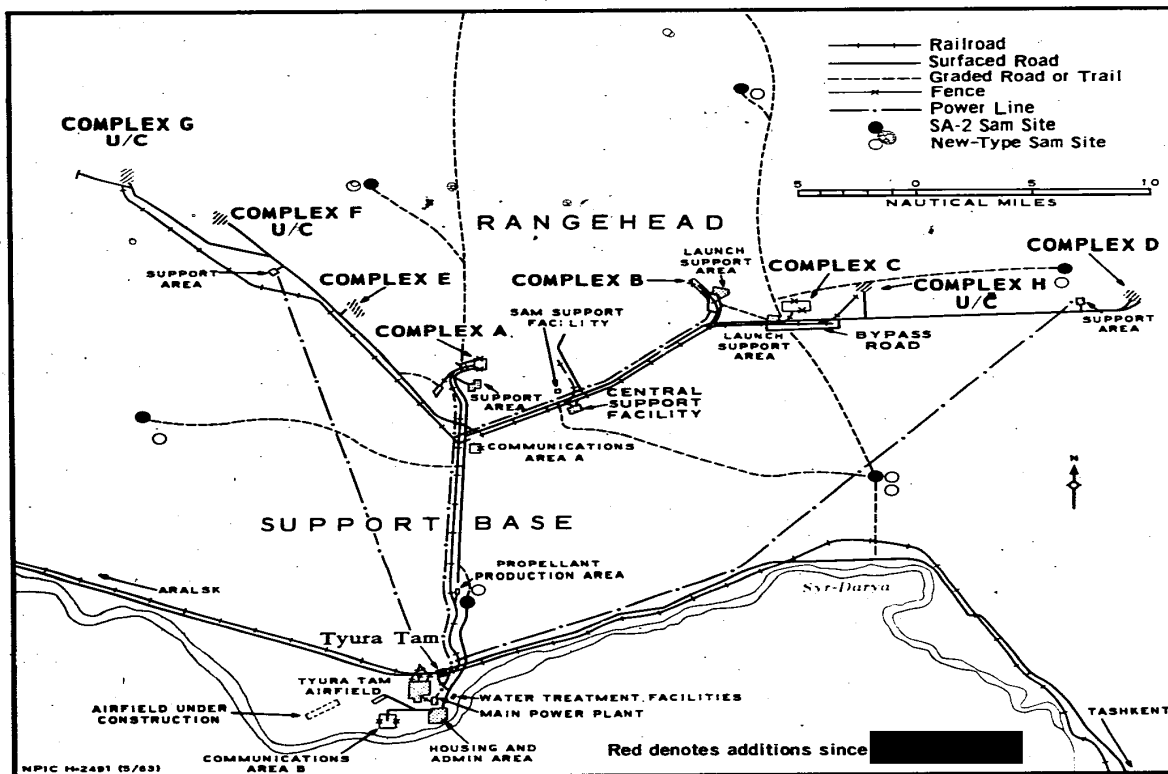 Railroad
Surfaced Road
Graded Road or Trail
Fence
Power Line
SA-2 Sam Site
New-Type Sam Site
5 0 5 10
NAUTICAL MILES
COMPLEX G
U/C
COMPLEX F
U/C
RANGEHEAD
SUPPORT
AREA
COMPLEX E
COMPLEX B
LAUNCH
SUPPORT
AREA
COMPLEX C
COMPLEX D
COMPLEX H
U/C
SAM SUPPORT
FACILITY
COMPLEX A
LAUNCH
SUPPORT
AREA
BYPASS
ROAD
SUPPORT
AREA
SUPPORT
AREA
CENTRAL
SUPPORT
FACILITY
COMMUNICATIONS
AREA A
N
SUPPORT BASE
PROPELLANT
PRODUCTION AREA
ARALSK
Syr-Darya
Tyura Tam
TYURA TAM
AIRFIELD
AIRFIELD UNDER
CONSTRUCTION
WATER TREATMENT FACILITIES
MAIN POWER PLANT
COMMUNICATIONS
AREA B
HOUSING AND
ADMIN AREA
TASHKENT
Red denotes additions since
NPIC H-2491 (5/63)